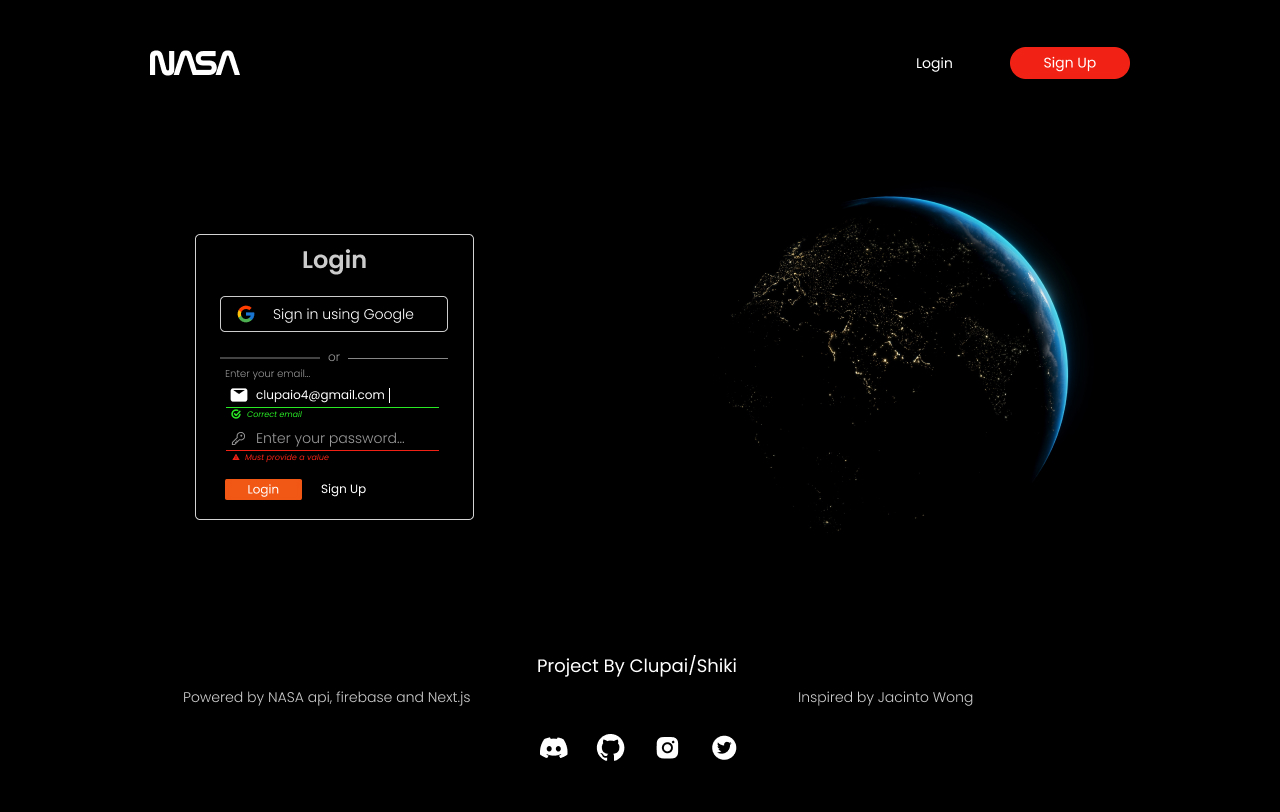 NASA
Login
Sign Up
Login
Sign in using Google
or
Enter your email...
clupaio4@gmail.com
Correct email
Enter your password...
Must provide a value
Login
Sign Up
Project By Clupai/Shiki
Powered by NASA api, firebase and Next.js
Inspired by Jacinto Wong